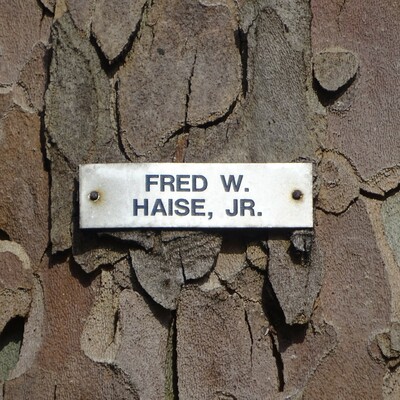 FRED W.
HAISE, JR.